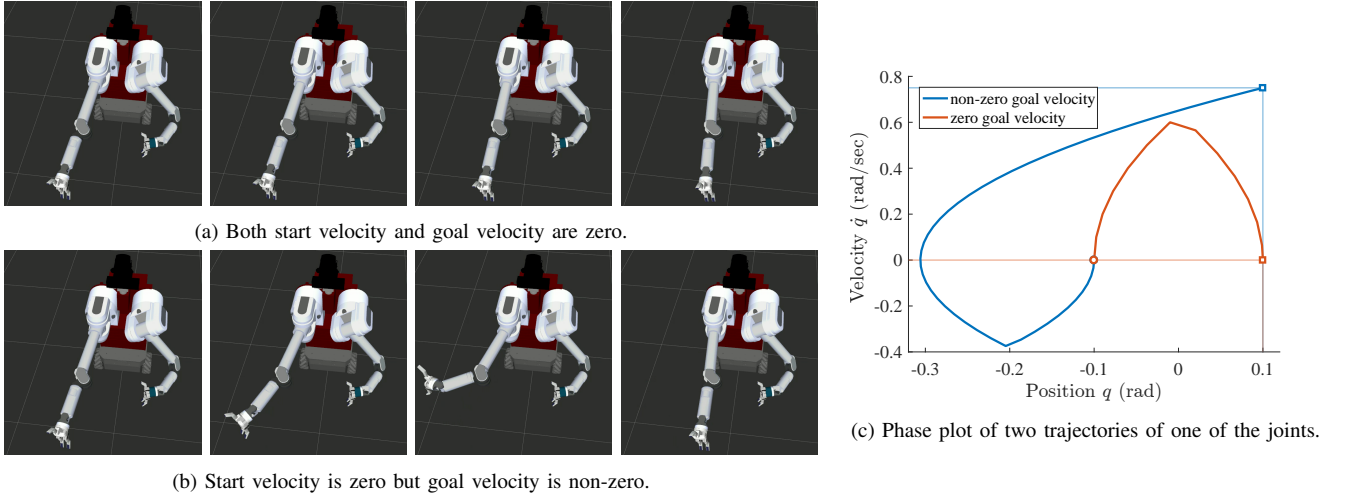 (a) Both start velocity and goal velocity are zero.
(b) Start velocity is zero but goal velocity is non-zero.
0.8
0.6
0.4
0.2
0
-0.2
-0.4
Velocity q̇ (rad/sec)
non-zero goal velocity
zero goal velocity
-0.3 -0.2 -0.1 0 0.1
Position q (rad)
(c) Phase plot of two trajectories of one of the joints.